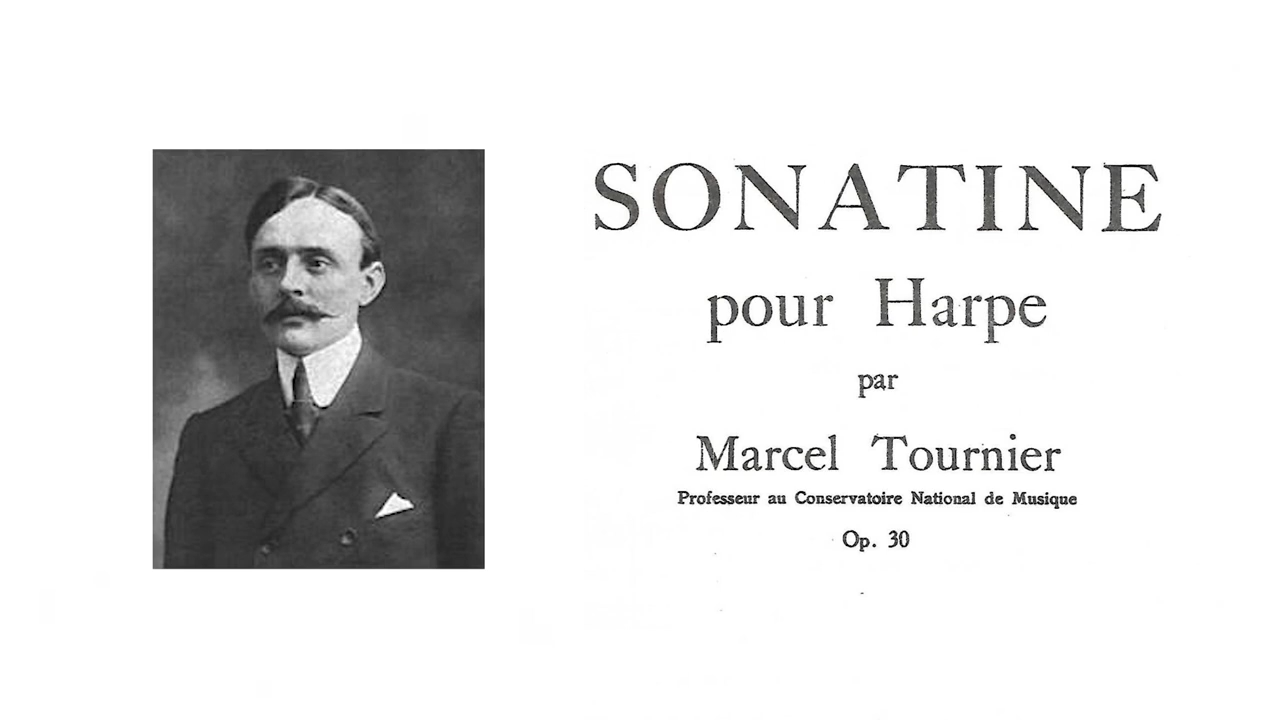 SONATINE
pour Harpe
par
Marcel Tournier
Professeur au Conservatoire National de Musique
Op. 30